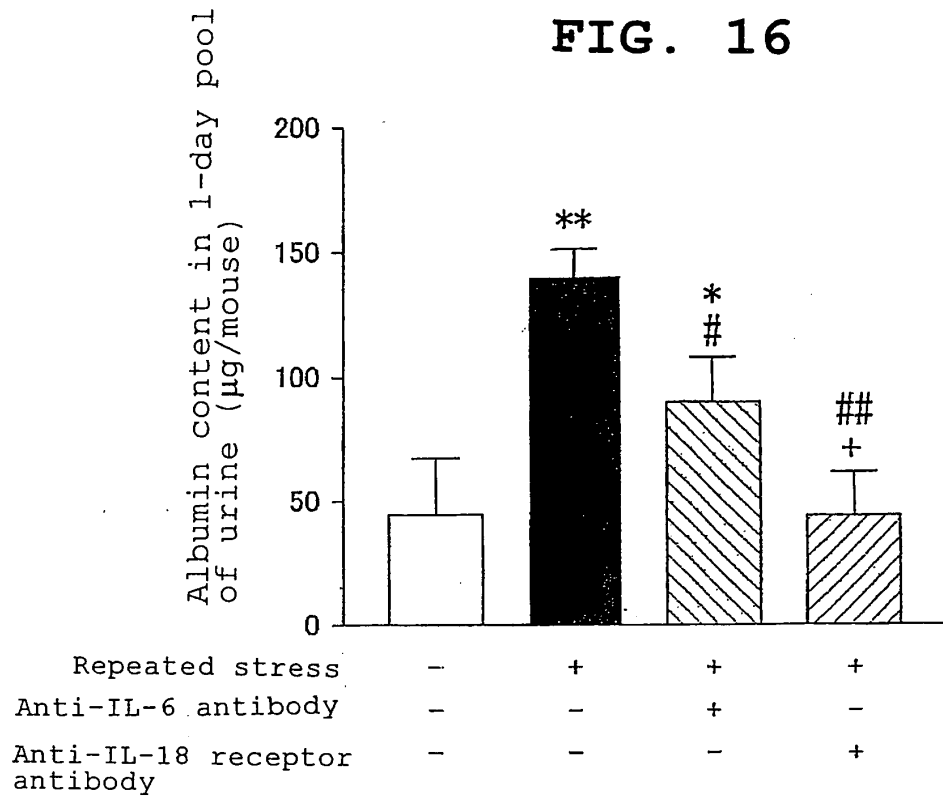 FIG. 16
Albumin content in 1-day pool
of urine (µg/mouse)
200
150
100
50
0
**
*
#
##
+
Repeated stress - + + +
Anti-IL-6 antibody - - + -
Anti-IL-18 receptor - - - +
antibody